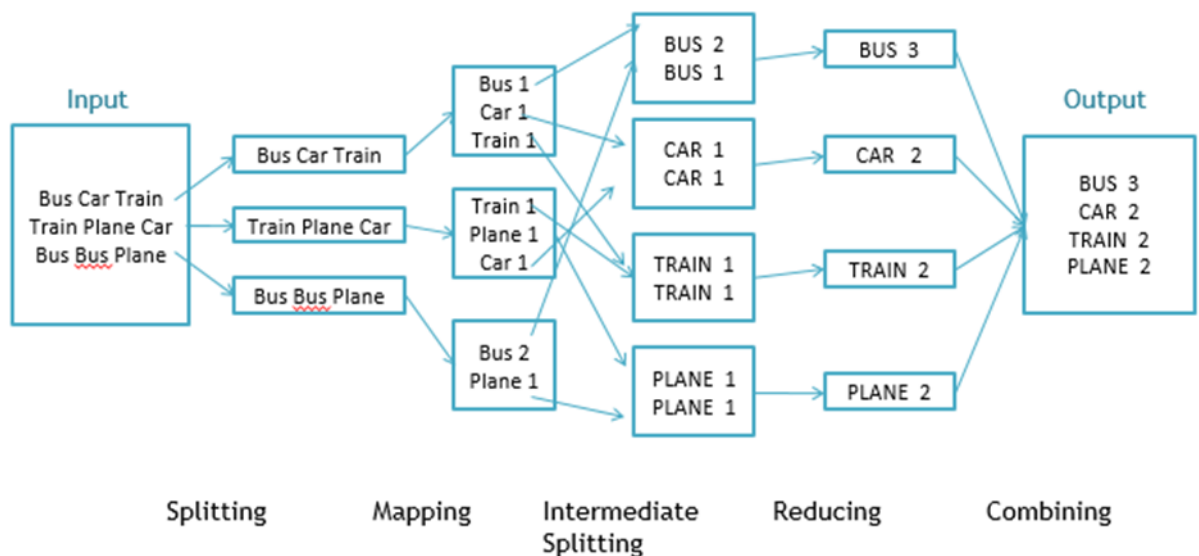 Input
Bus Car Train
Train Plane Car
Bus Bus Plane
Bus Car Train
Train Plane Car
Bus Bus Plane
Bus 1
Car 1
Train 1
Train 1
Plane 1
Car 1
Bus 2
Plane 1
BUS 2
BUS 1
CAR 1
CAR 1
TRAIN 1
TRAIN 1
PLANE 1
PLANE 1
BUS 3
CAR 2
TRAIN 2
PLANE 2
Output
BUS 3
CAR 2
TRAIN 2
PLANE 2
Splitting
Mapping
Intermediate
Splitting
Reducing
Combining